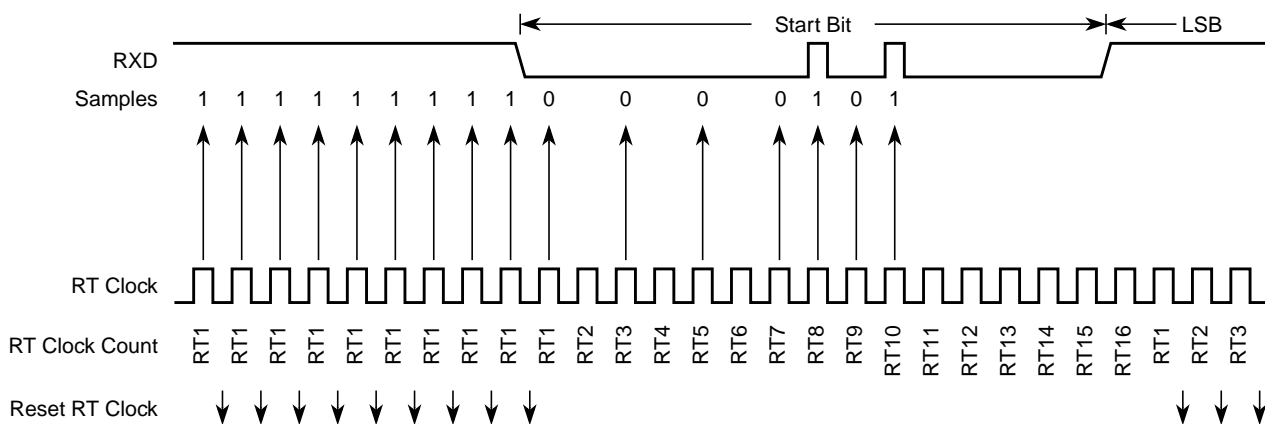 Start Bit LSB
RXD
Samples 1 1 1 1 1 1 1 1 1 0 0 0 0 1 0 1
RT Clock
RT Clock Count RT1 RT1 RT1 RT1 RT1 RT1 RT1 RT1 RT1 RT1 RT2 RT3 RT4 RT5 RT6 RT7 RT8 RT9 RT10 RT11 RT12 RT13 RT14 RT15 RT16 RT1 RT2 RT3
Reset RT Clock